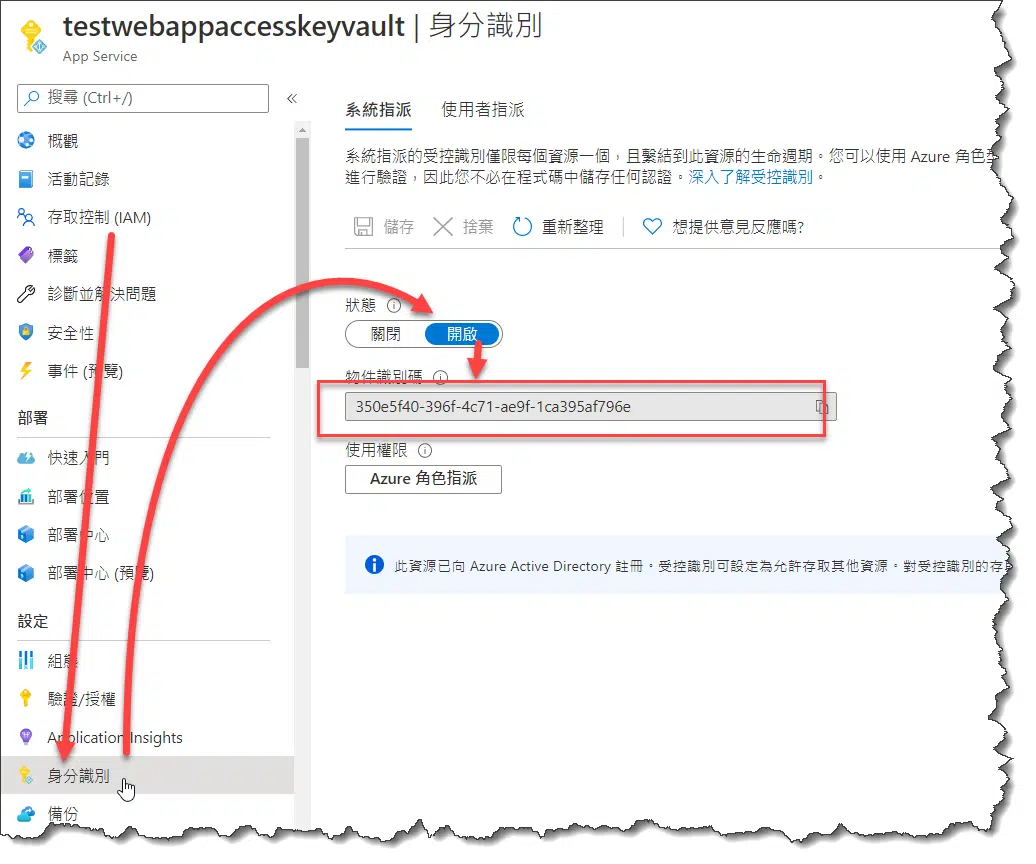 testwebappaccesskeyvault | 身分識別
App Service
搜尋 (Ctrl+/)
概觀
活動記錄
存取控制 (IAM)
標籤
診斷並解決問題
安全性
事件 (預覽)
部署
快速入門
部署位置
部署中心
部署中心 (預覽)
設定
組態
驗證/授權
Application Insights
身分識別
備份
系統指派
使用者指派
系統指派的受控識別僅限每個資源一個，且繫結到此資源的生命週期。您可以使用 Azure 角色型
進行驗證，因此您不必在程式碼中儲存任何認證。深入了解受控識別。
儲存
捨棄
重新整理
想提供意見反應嗎?
狀態
關閉
開啟
物件識別碼
350e5f40-396f-4c71-ae9f-1ca395af796e
使用權限
Azure 角色指派
此資源已向 Azure Active Directory 註冊。受控識別可設定為允許存取其他資源。對受控識別的存取